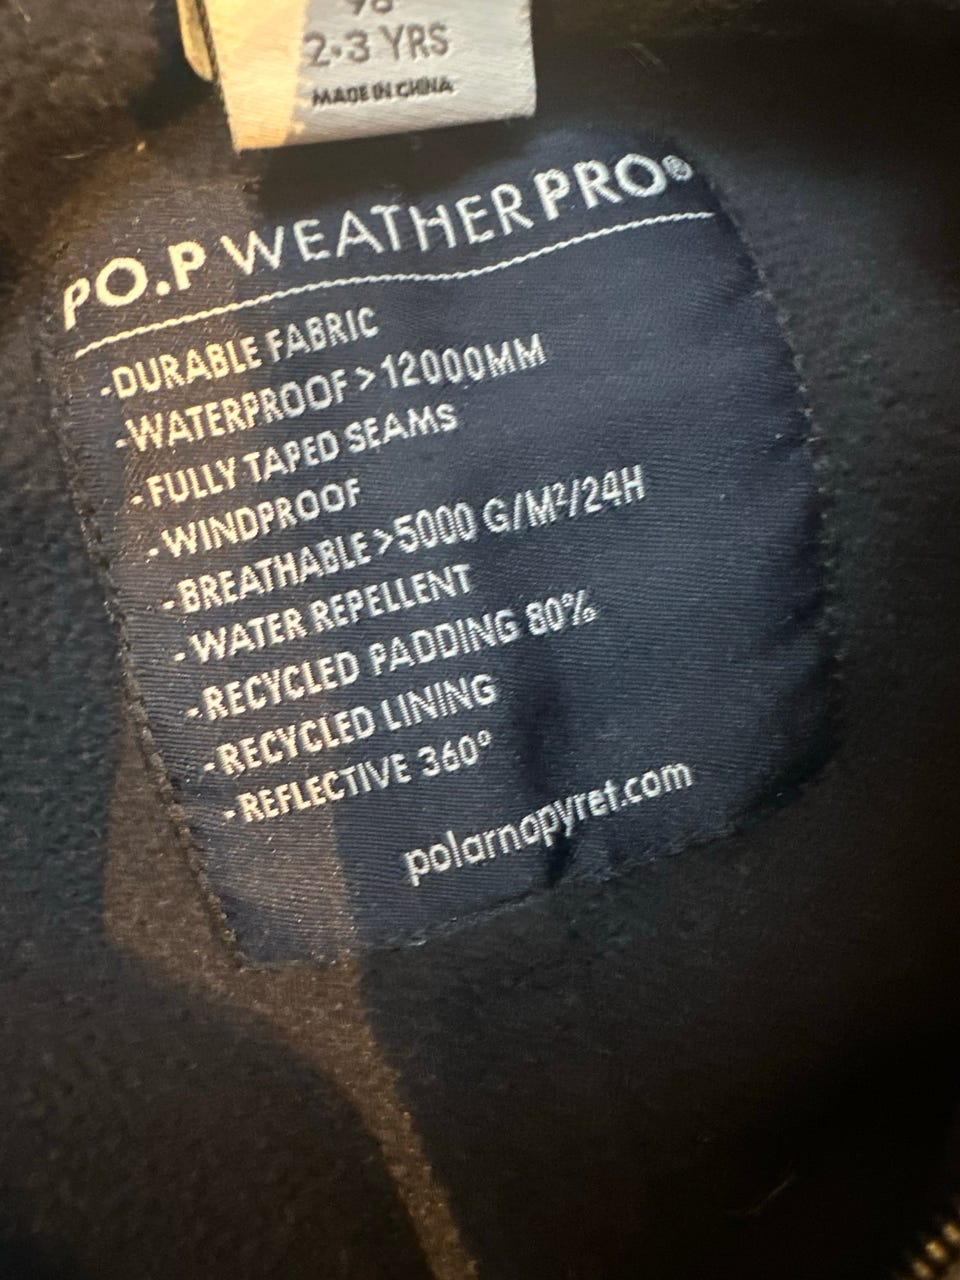 98
2-3 YRS
MADE IN CHINA
PO.P WEATHERPRO®
-DURABLE FABRIC
-WATERPROOF >12000MM
-FULLY TAPED SEAMS
-WINDPROOF
-BREATHABLE >5000 G/M²/24H
-WATER REPELLENT
-RECYCLED PADDING 80%
-RECYCLED LINING
-REFLECTIVE 360°
polarnopyret.com